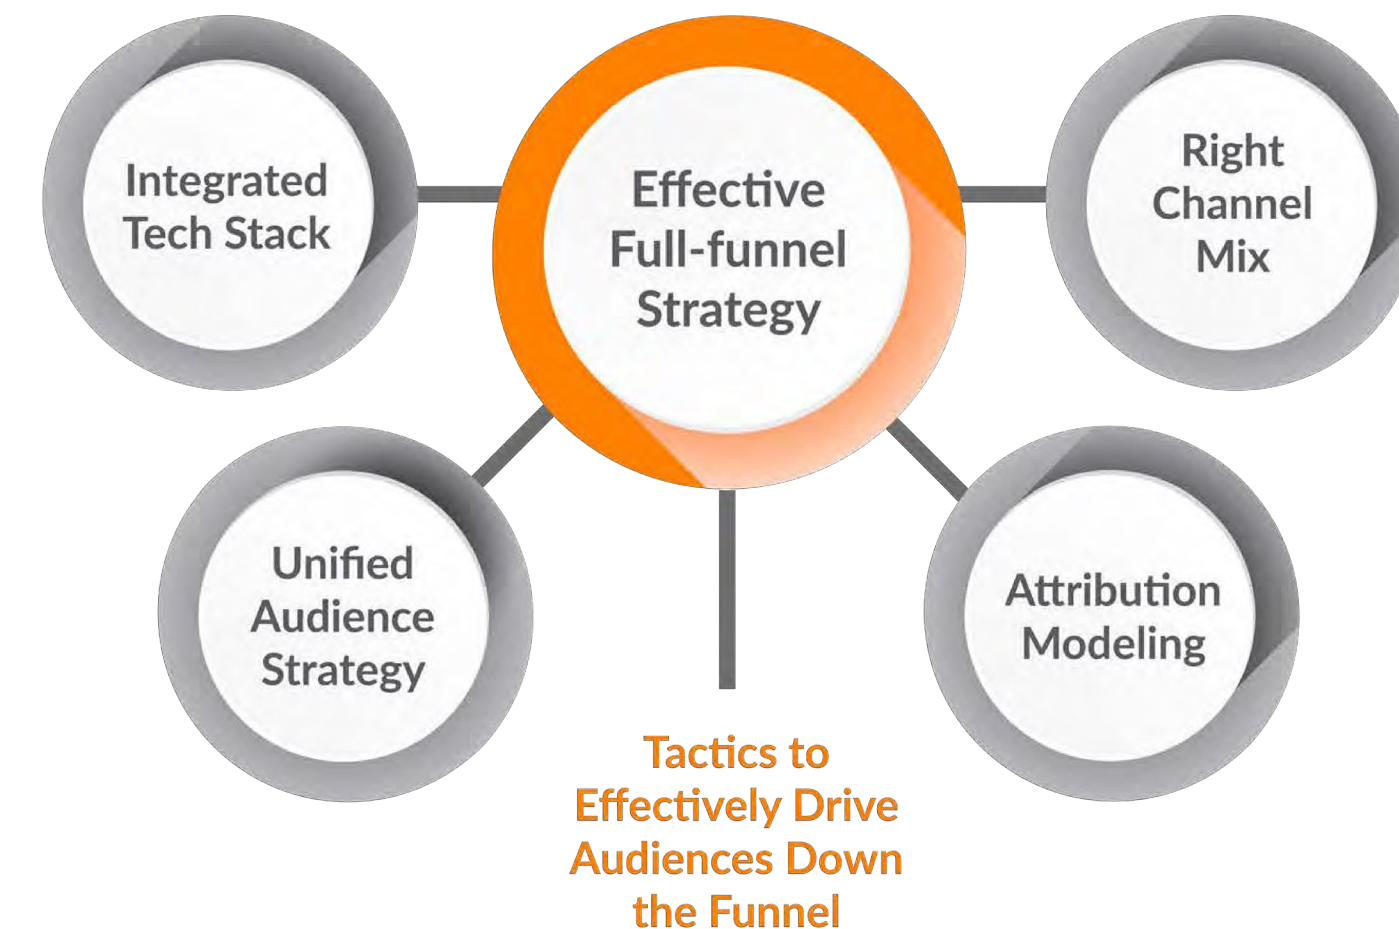 Integrated
Tech Stack
Effective
Full-funnel
Strategy
Right
Channel
Mix
Unified
Audience
Strategy
Attribution
Modeling
Tactics to
Effectively Drive
Audiences Down
the Funnel